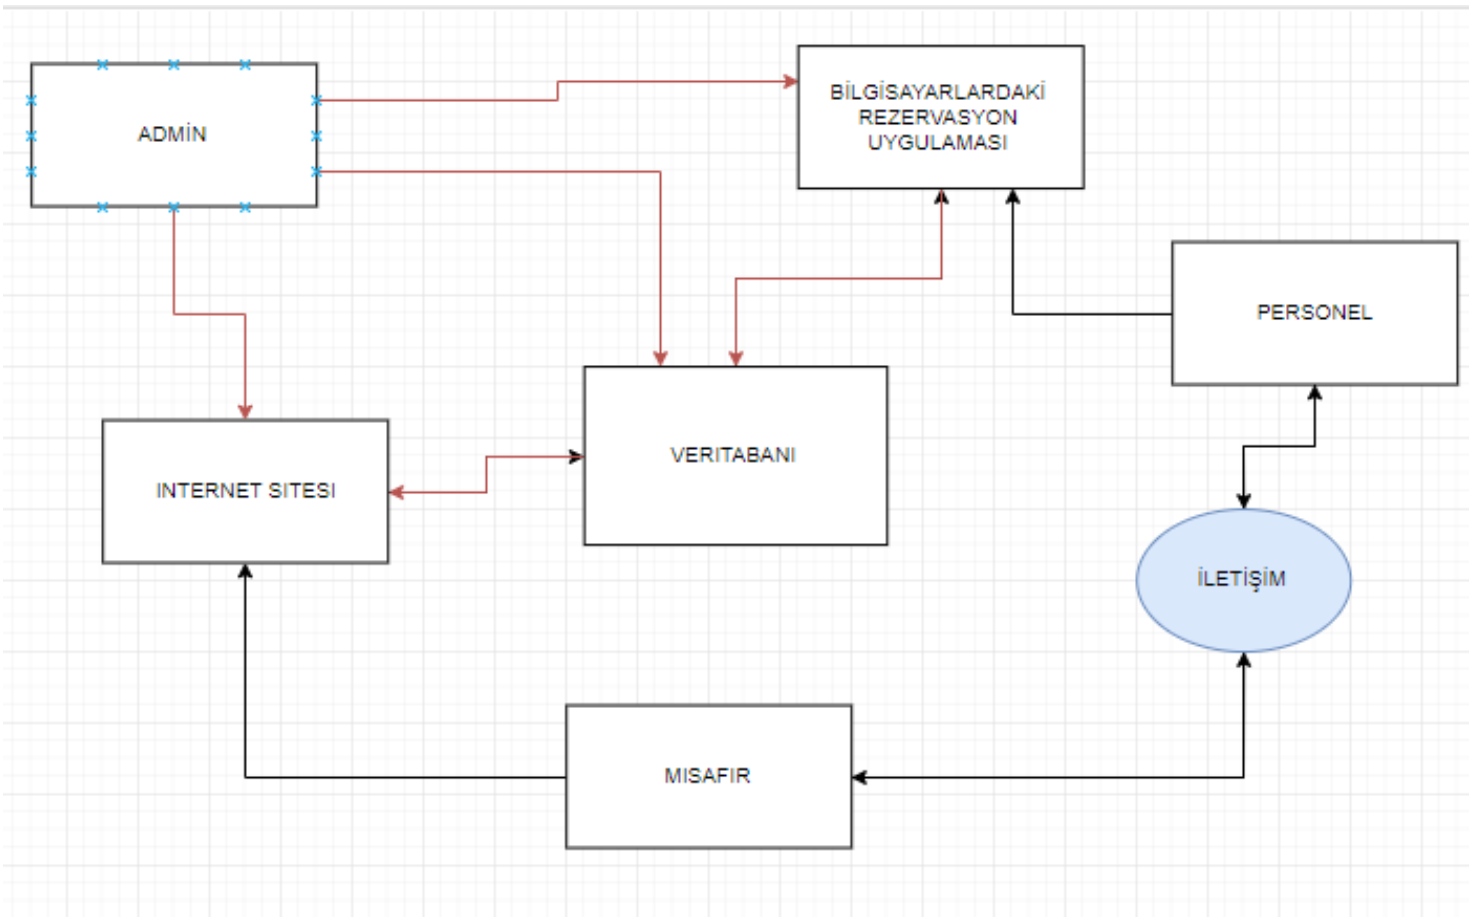 ADMİN
BİLGİSAYARLARDAKİ
REZERVASYON
UYGULAMASI
PERSONEL
VERITABANI
INTERNET SITESI
İLETİŞİM
MISAFIR